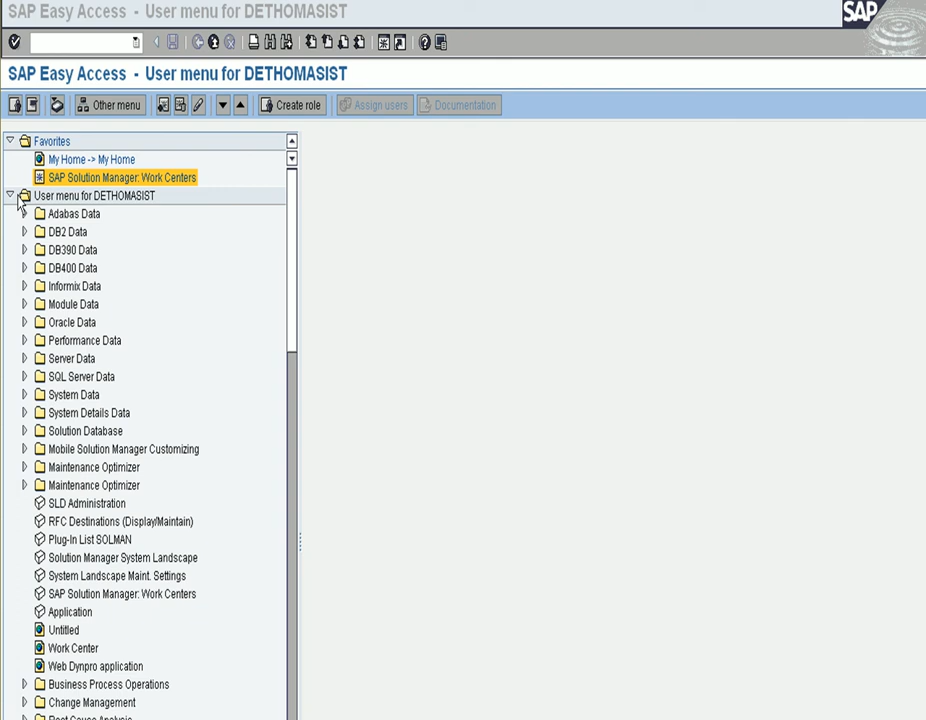 SAP Easy Access - User menu for DETHOMASIST
SAP
SAP Easy Access - User menu for DETHOMASIST
Other menu
Create role
Assign users
Documentation
Favorites
My Home -> My Home
SAP Solution Manager: Work Centers
User menu for DETHOMASIST
Adabas Data
DB2 Data
DB390 Data
DB400 Data
Informix Data
Module Data
Oracle Data
Performance Data
Server Data
SQL Server Data
System Data
System Details Data
Solution Database
Mobile Solution Manager Customizing
Maintenance Optimizer
Maintenance Optimizer
SLD Administration
RFC Destinations (Display/Maintain)
Plug-In List SOLMAN
Solution Manager System Landscape
System Landscape Maint. Settings
SAP Solution Manager: Work Centers
Application
Untitled
Work Center
Web Dynpro application
Business Process Operations
Change Management
Root Cause Analysis